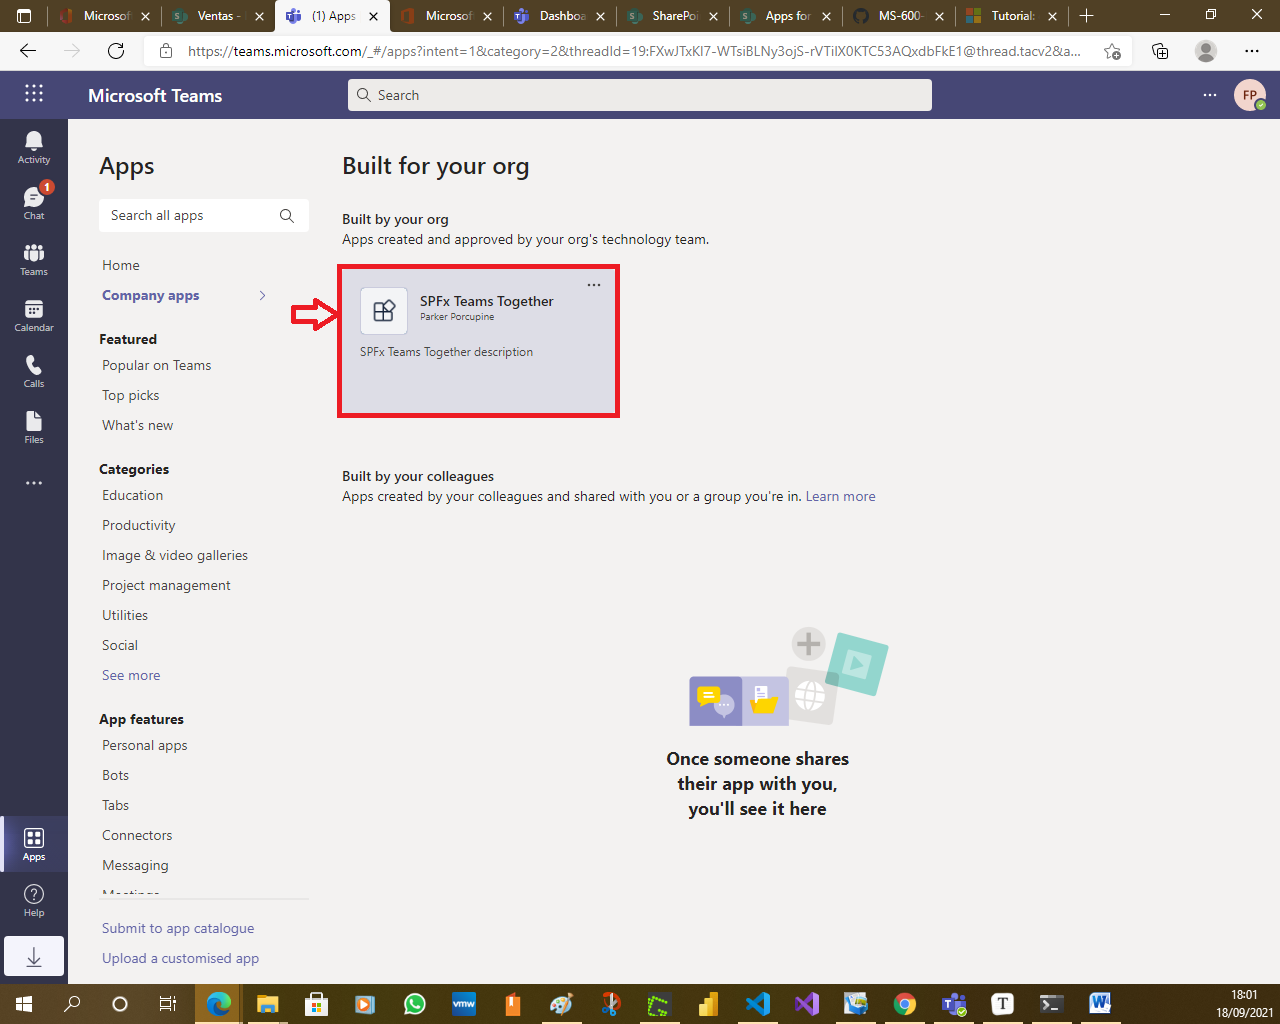 Microsof
Ventas -
(1) Apps
Microsof
Dashboa
SharePoi
Apps for
MS-600-
Tutorial:
https://teams.microsoft.com/_#/apps?intent=1&category=2&threadId=19:FXwJTxKl7-WTsiBLNy3ojS-rVTiIX0KTC53AQxdbFkE1@thread.tacv2&a...
Microsoft Teams
Search
FP
Activity
1
Chat
Teams
Calendar
Calls
Files
Apps
Help
Apps
Search all apps
Home
Company apps
Featured
Popular on Teams
Top picks
What's new
Categories
Education
Productivity
Image & video galleries
Project management
Utilities
Social
See more
App features
Personal apps
Bots
Tabs
Connectors
Messaging
Meetings
Submit to app catalogue
Upload a customised app
Built for your org
Built by your org
Apps created and approved by your org's technology team.
SPFx Teams Together
Parker Porcupine
SPFx Teams Together description
Built by your colleagues
Apps created by your colleagues and shared with you or a group you're in. Learn more
Once someone shares
their app with you,
you'll see it here
vmw
T
W
18:01
18/09/2021